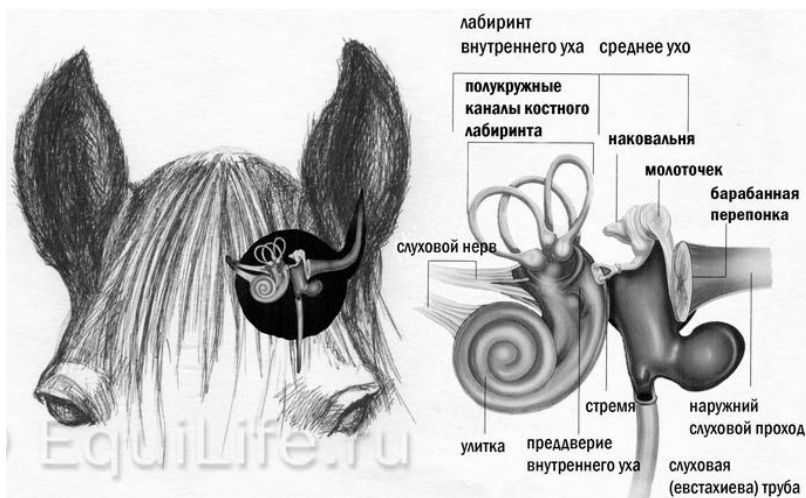 лабиринт
внутреннего уха
среднее ухо
полукружные
каналы костного
лабиринта
наковальня
молоточек
барабанная
перепонка
слуховой нерв
стремя
наружний
слуховой проход
улитка
преддверие
внутреннего уха
слуховая
(евстахиева) труба
© EquiLife.ru